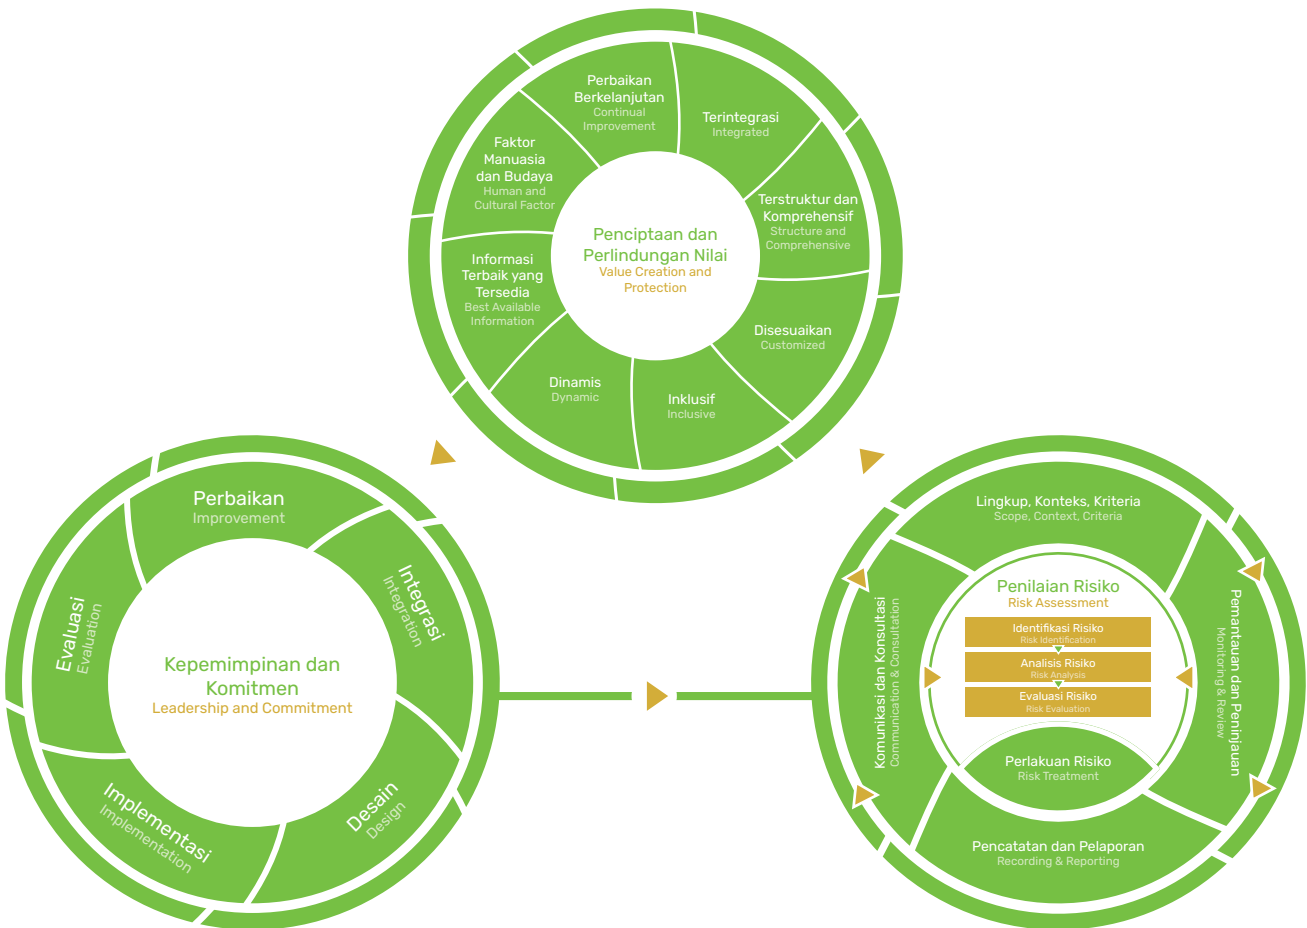 Perbaikan
Berkelanjutan
Continual
Improvement
Terintegrasi
Integrated
Terstruktur dan
Komprehensif
Structure and
Comprehensive
Disesuaikan
Customized
Inklusif
Inclusive
Dinamis
Dynamic
Informasi
Terbaik yang
Tersedia
Best Available
Information
Faktor
Manuasia
dan Budaya
Human and
Cultural Factor
Penciptaan dan
Perlindungan Nilai
Value Creation and
Protection
Perbaikan
Improvement
Integrasi
Integration
Desain
Design
Implementasi
Implementation
Evaluasi
Evaluation
Kepemimpinan dan
Komitmen
Leadership and Commitment
Lingkup, Konteks, Kriteria
Scope, Context, Criteria
Pemantauan dan Peninjauan
Monitoring & Review
Pencatatan dan Pelaporan
Recording & Reporting
Komunikasi dan Konsultasi
Communication & Consultation
Penilaian Risiko
Risk Assessment
Identifikasi Risiko
Risk Identification
Analisis Risiko
Risk Analysis
Evaluasi Risiko
Risk Evaluation
Perlakuan Risiko
Risk Treatment